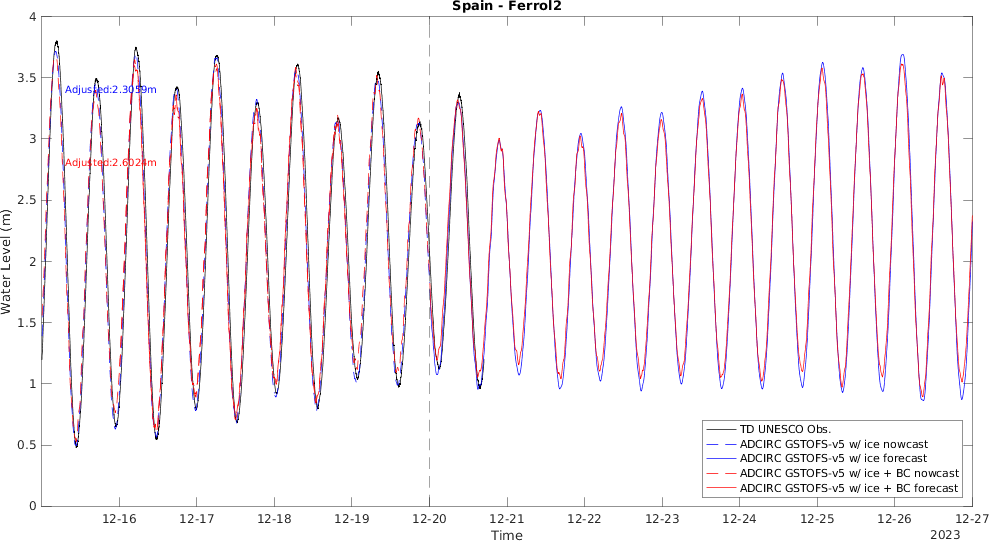 Spain - Ferrol2
4
3.5
3
2.5
2
1.5
1
0.5
0
Water Level (m)
Adjusted:2.3059m
Adjusted:2.6024m
TD UNESCO Obs.
ADCIRC GSTOFS-v5 w/ ice nowcast
ADCIRC GSTOFS-v5 w/ ice forecast
ADCIRC GSTOFS-v5 w/ ice + BC nowcast
ADCIRC GSTOFS-v5 w/ ice + BC forecast
12-16 12-17 12-18 12-19 12-20 12-21 12-22 12-23 12-24 12-25 12-26 12-27
Time
2023